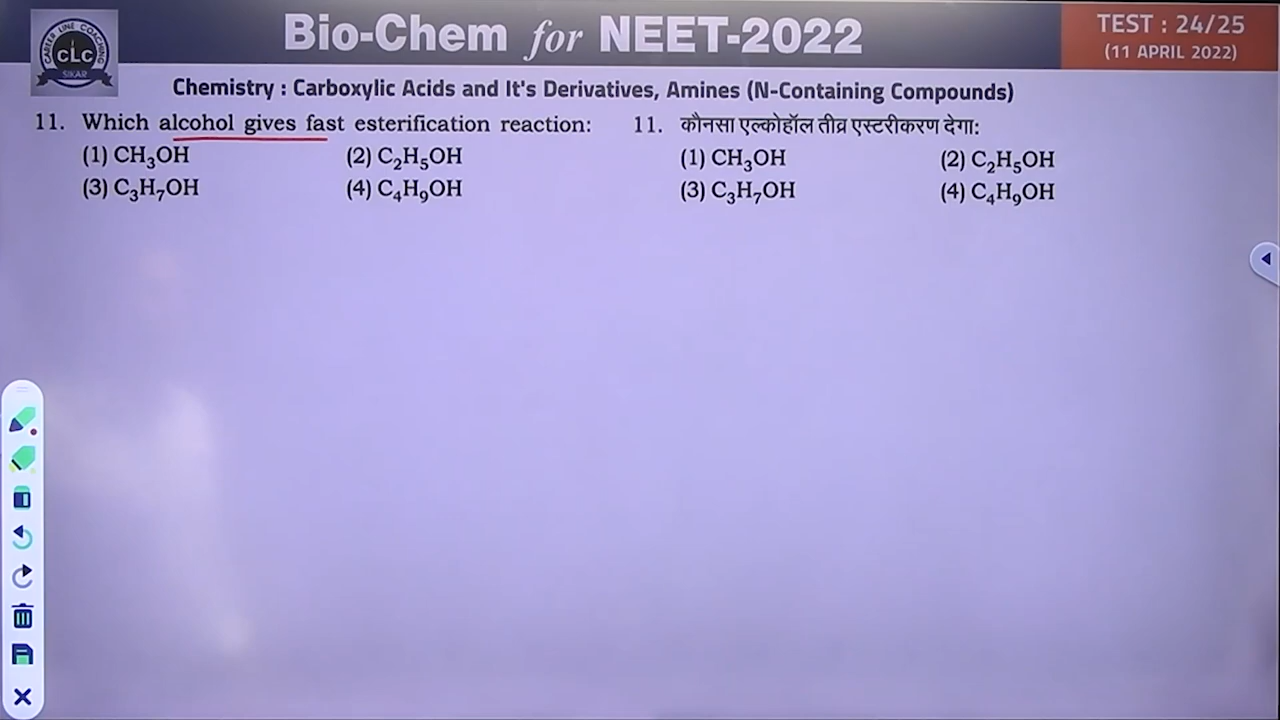 CAREER LINE COACHING
CLC
SIKAR
Bio-Chem for NEET-2022
TEST : 24/25
(11 APRIL 2022)
Chemistry : Carboxylic Acids and It's Derivatives, Amines (N-Containing Compounds)
11. Which alcohol gives fast esterification reaction:
(1) CH₃OH (2) C₂H₅OH
(3) C₃H₇OH (4) C₄H₉OH
11. कौनसा एल्कोहॉल तीव्र एस्टरीकरण देगा:
(1) CH₃OH (2) C₂H₅OH
(3) C₃H₇OH (4) C₄H₉OH